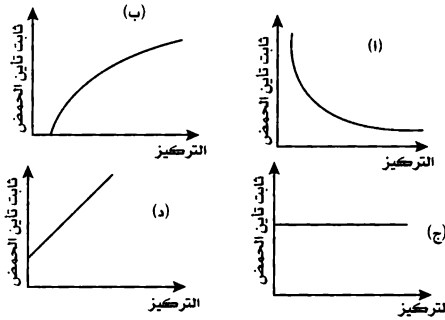 (ا)
ثابت تأين الحمض
التركيز
(ب)
ثابت تأين الحمض
التركيز
(ج)
ثابت تأين الحمض
التركيز
(د)
ثابت تأين الحمض
التركيز